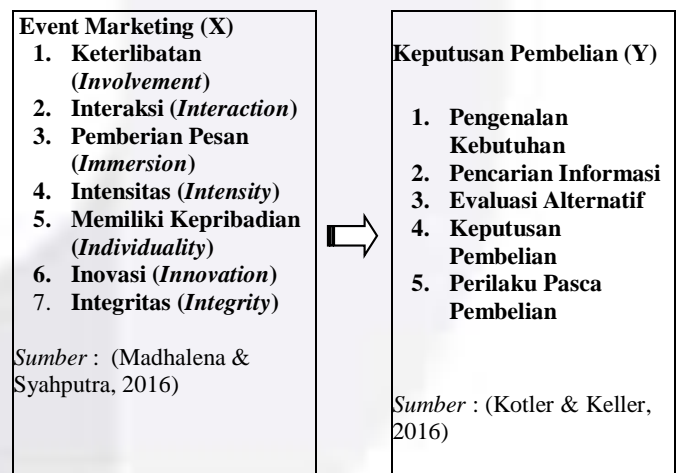 Event Marketing (X)
1. Keterlibatan
(Involvement)
2. Interaksi (Interaction)
3. Pemberian Pesan
(Immersion)
4. Intensitas (Intensity)
5. Memiliki Kepribadian
(Individuality)
6. Inovasi (Innovation)
7. Integritas (Integrity)
Sumber : (Madhalena &
Syahputra, 2016)
Keputusan Pembelian (Y)
1. Pengenalan
Kebutuhan
2. Pencarian Informasi
3. Evaluasi Alternatif
4. Keputusan
Pembelian
5. Perilaku Pasca
Pembelian
Sumber : (Kotler & Keller,
2016)